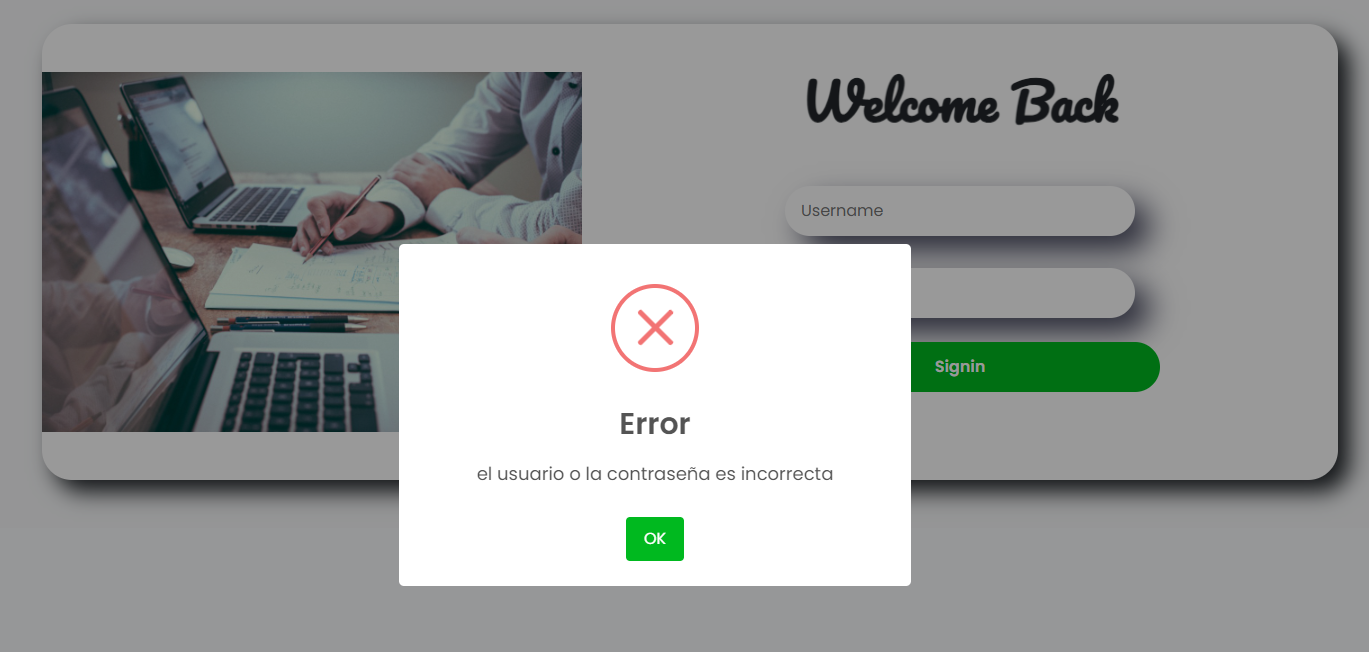 Welcome Back
Username
Signin
Error
el usuario o la contraseña es incorrecta
OK